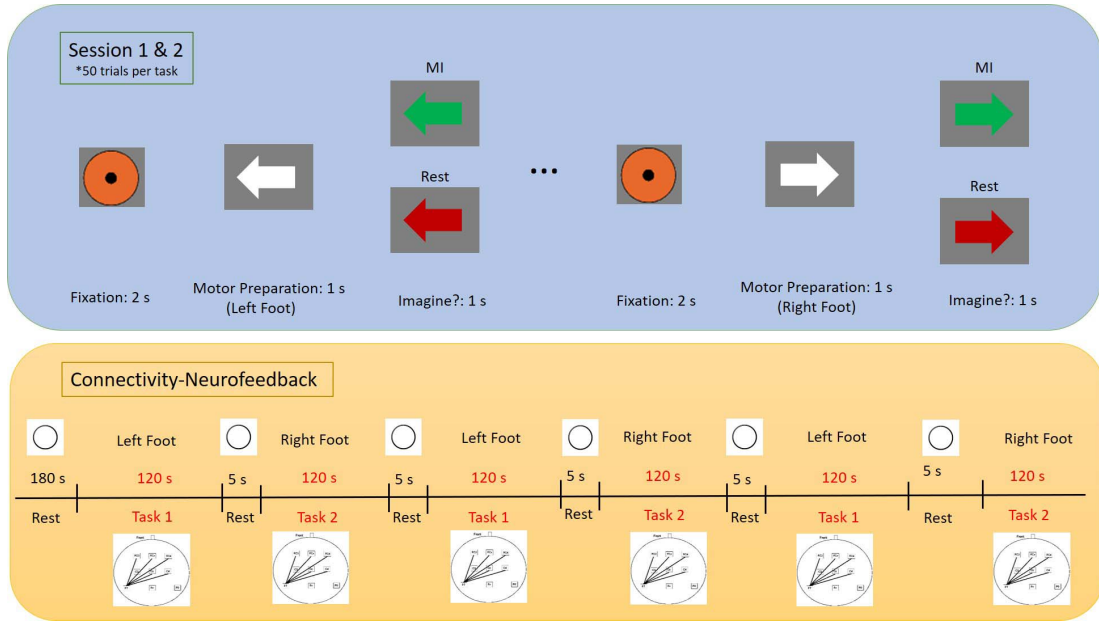 Session 1 & 2
*50 trials per task
MI
MI
Rest
...
Rest
Fixation: 2 s
Motor Preparation: 1 s
(Left Foot)
Imagine?: 1 s
Fixation: 2 s
Motor Preparation: 1 s
(Right Foot)
Imagine?: 1 s
Connectivity-Neurofeedback
Left Foot
Right Foot
Left Foot
Right Foot
Left Foot
Right Foot
180 s
120 s
5 s
120 s
5 s
120 s
5 s
120 s
5 s
120 s
5 s
120 s
Rest
Task 1
Rest
Task 2
Rest
Task 1
Rest
Task 2
Rest
Task 1
Rest
Task 2